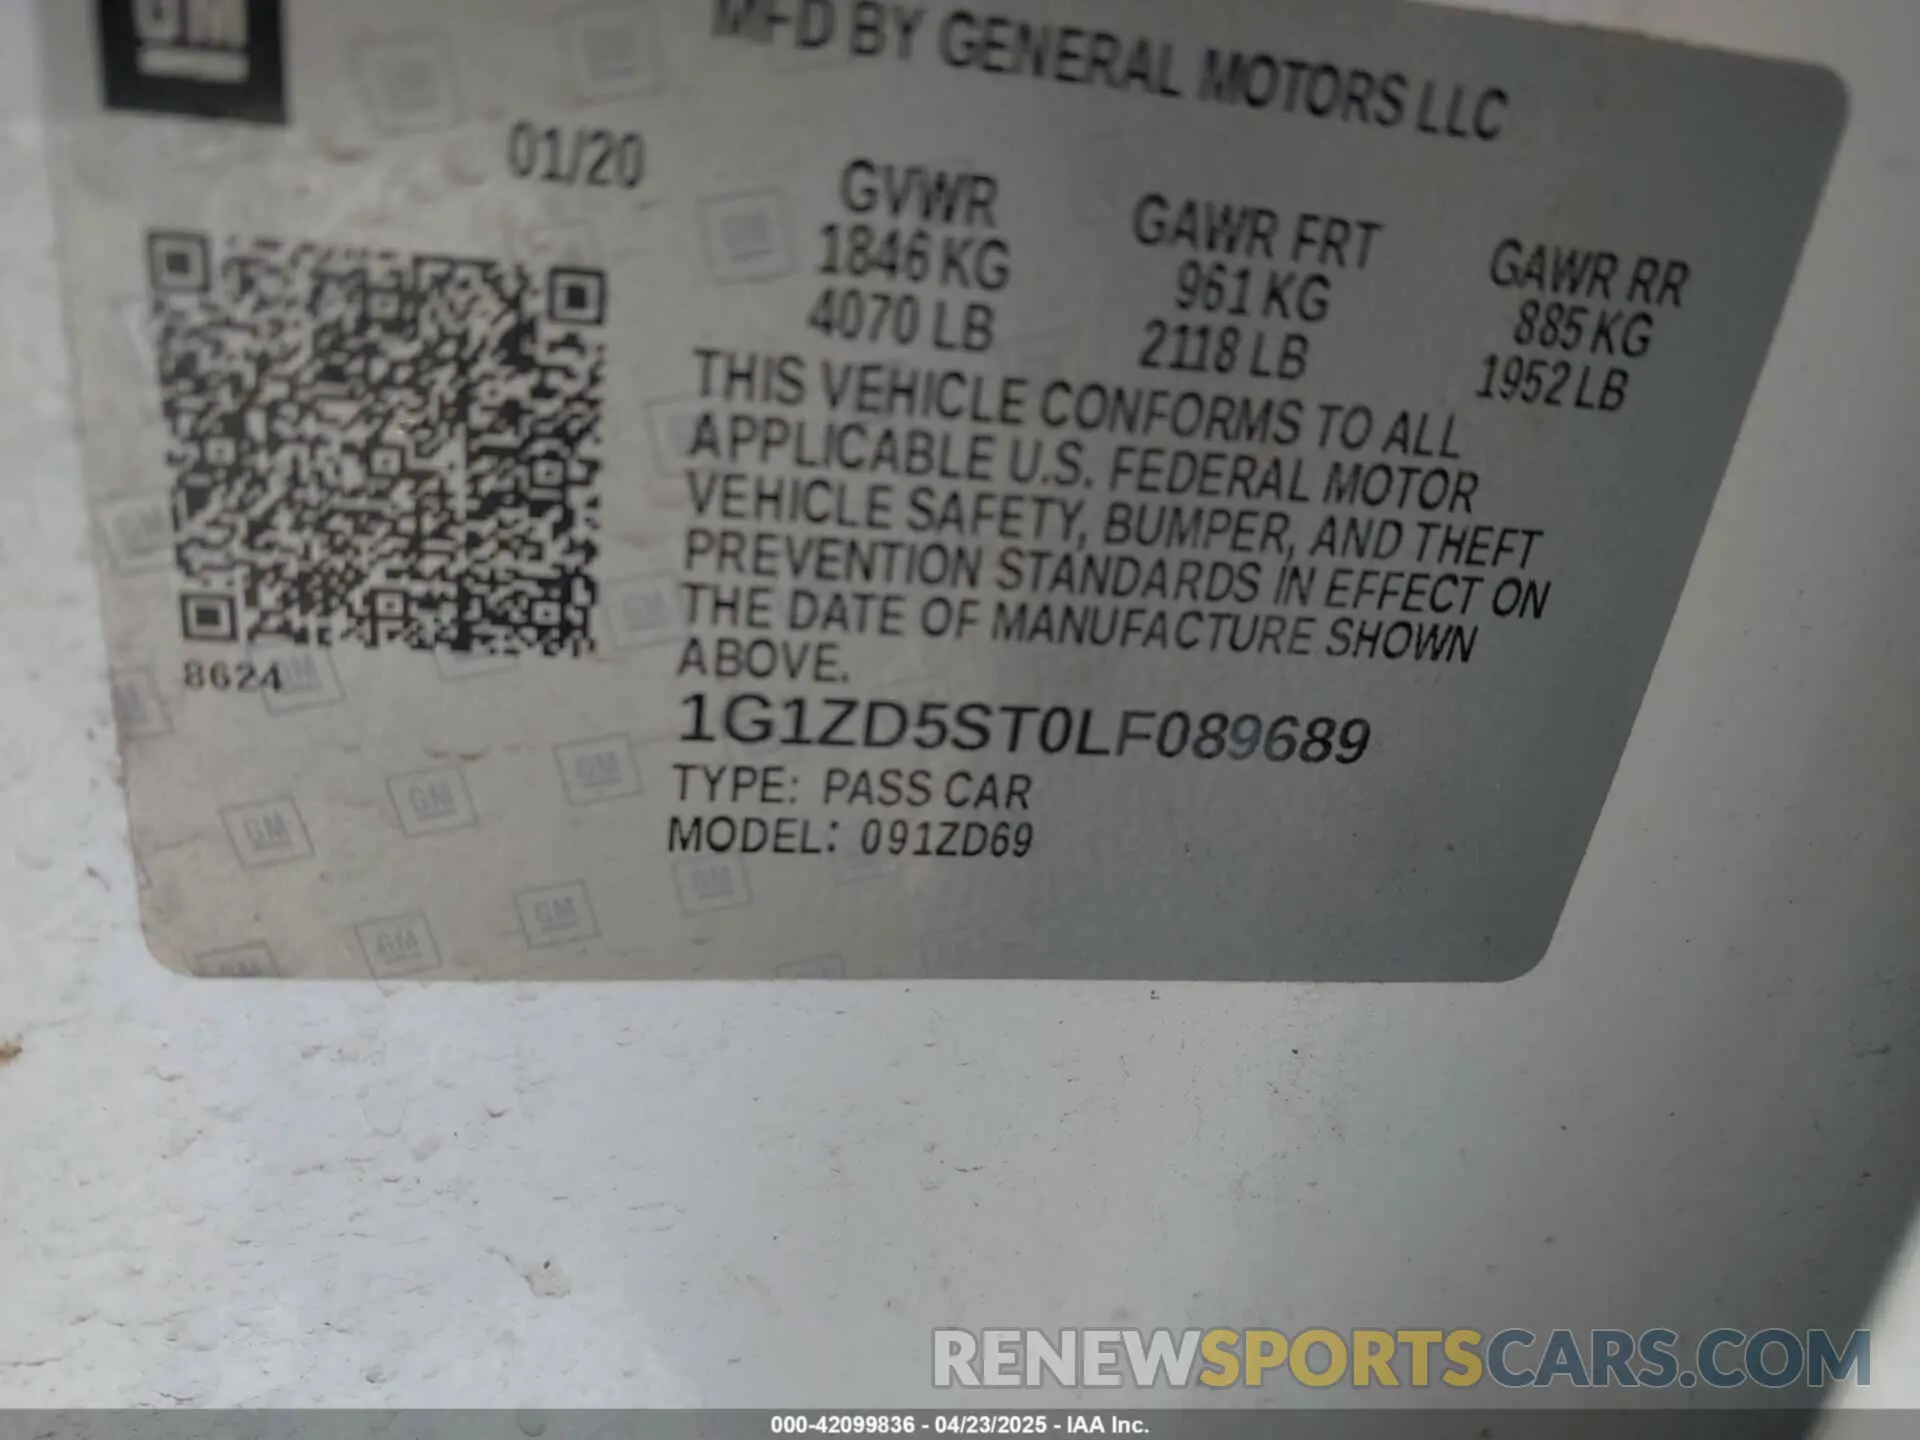 GM
MFD BY GENERAL MOTORS LLC
01/20
GVWR
1846 KG
4070 LB
GAWR FRT
961 KG
2118 LB
GAWR RR
885 KG
1952 LB
THIS VEHICLE CONFORMS TO ALL
APPLICABLE U.S. FEDERAL MOTOR
VEHICLE SAFETY, BUMPER, AND THEFT
PREVENTION STANDARDS IN EFFECT ON
THE DATE OF MANUFACTURE SHOWN
ABOVE.
8624
1G1ZD5ST0LF089689
TYPE: PASS CAR
MODEL: 091ZD69
RENEWSPORTSCARS.COM
000-42099836 - 04/23/2025 - IAA Inc.